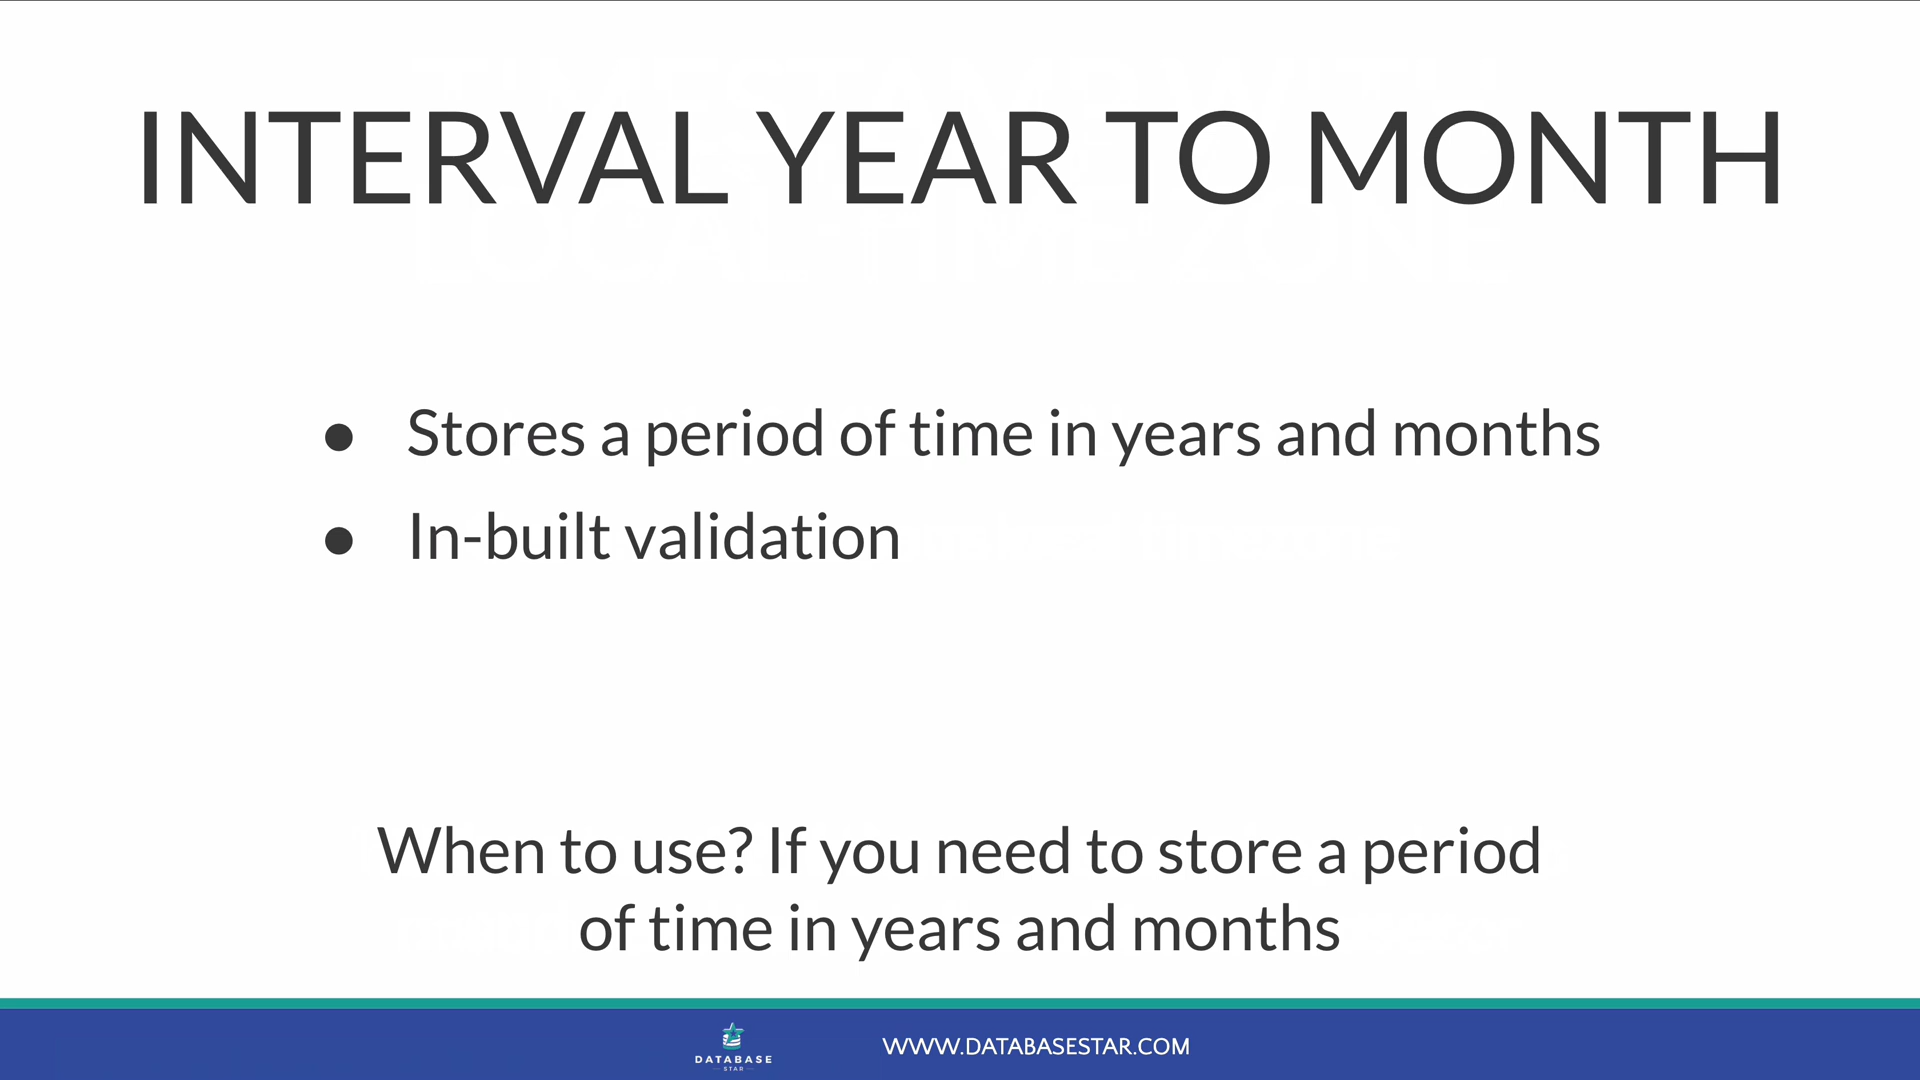 INTERVAL YEAR TO MONTH
● Stores a period of time in years and months
● In-built validation
When to use? If you need to store a period
of time in years and months
DATABASE
STAR
WWW.DATABASESTAR.COM